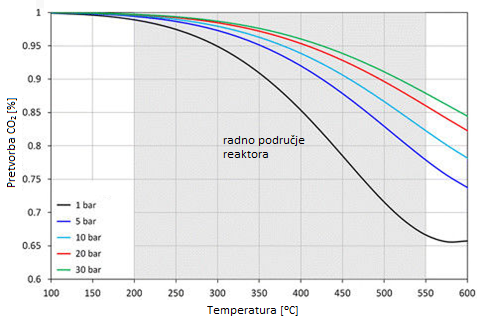 1
0.95
0.9
0.85
0.8
0.75
0.7
0.65
0.6
Pretvorba CO₂ [%]
radno područje
reaktora
1 bar
5 bar
10 bar
20 bar
30 bar
100 150 200 250 300 350 400 450 500 550 600
Temperatura [°C]